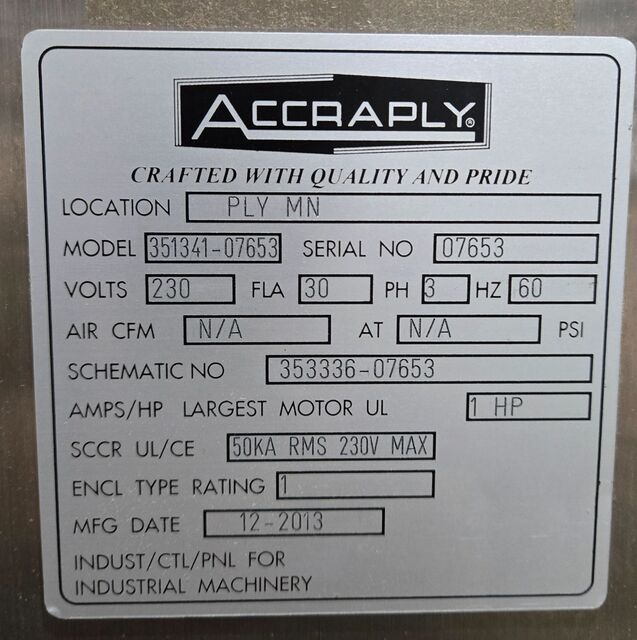 ACCRAPLY®
CRAFTED WITH QUALITY AND PRIDE
LOCATION PLY MN
MODEL 351341-07653 SERIAL NO 07653
VOLTS 230 FLA 30 PH 3 HZ 60
AIR CFM N/A AT N/A PSI
SCHEMATIC NO 353336-07653
AMPS/HP LARGEST MOTOR UL 1 HP
SCCR UL/CE 50KA RMS 230V MAX
ENCL TYPE RATING 1
MFG DATE 12-2013
INDUST/CTL/PNL FOR
INDUSTRIAL MACHINERY